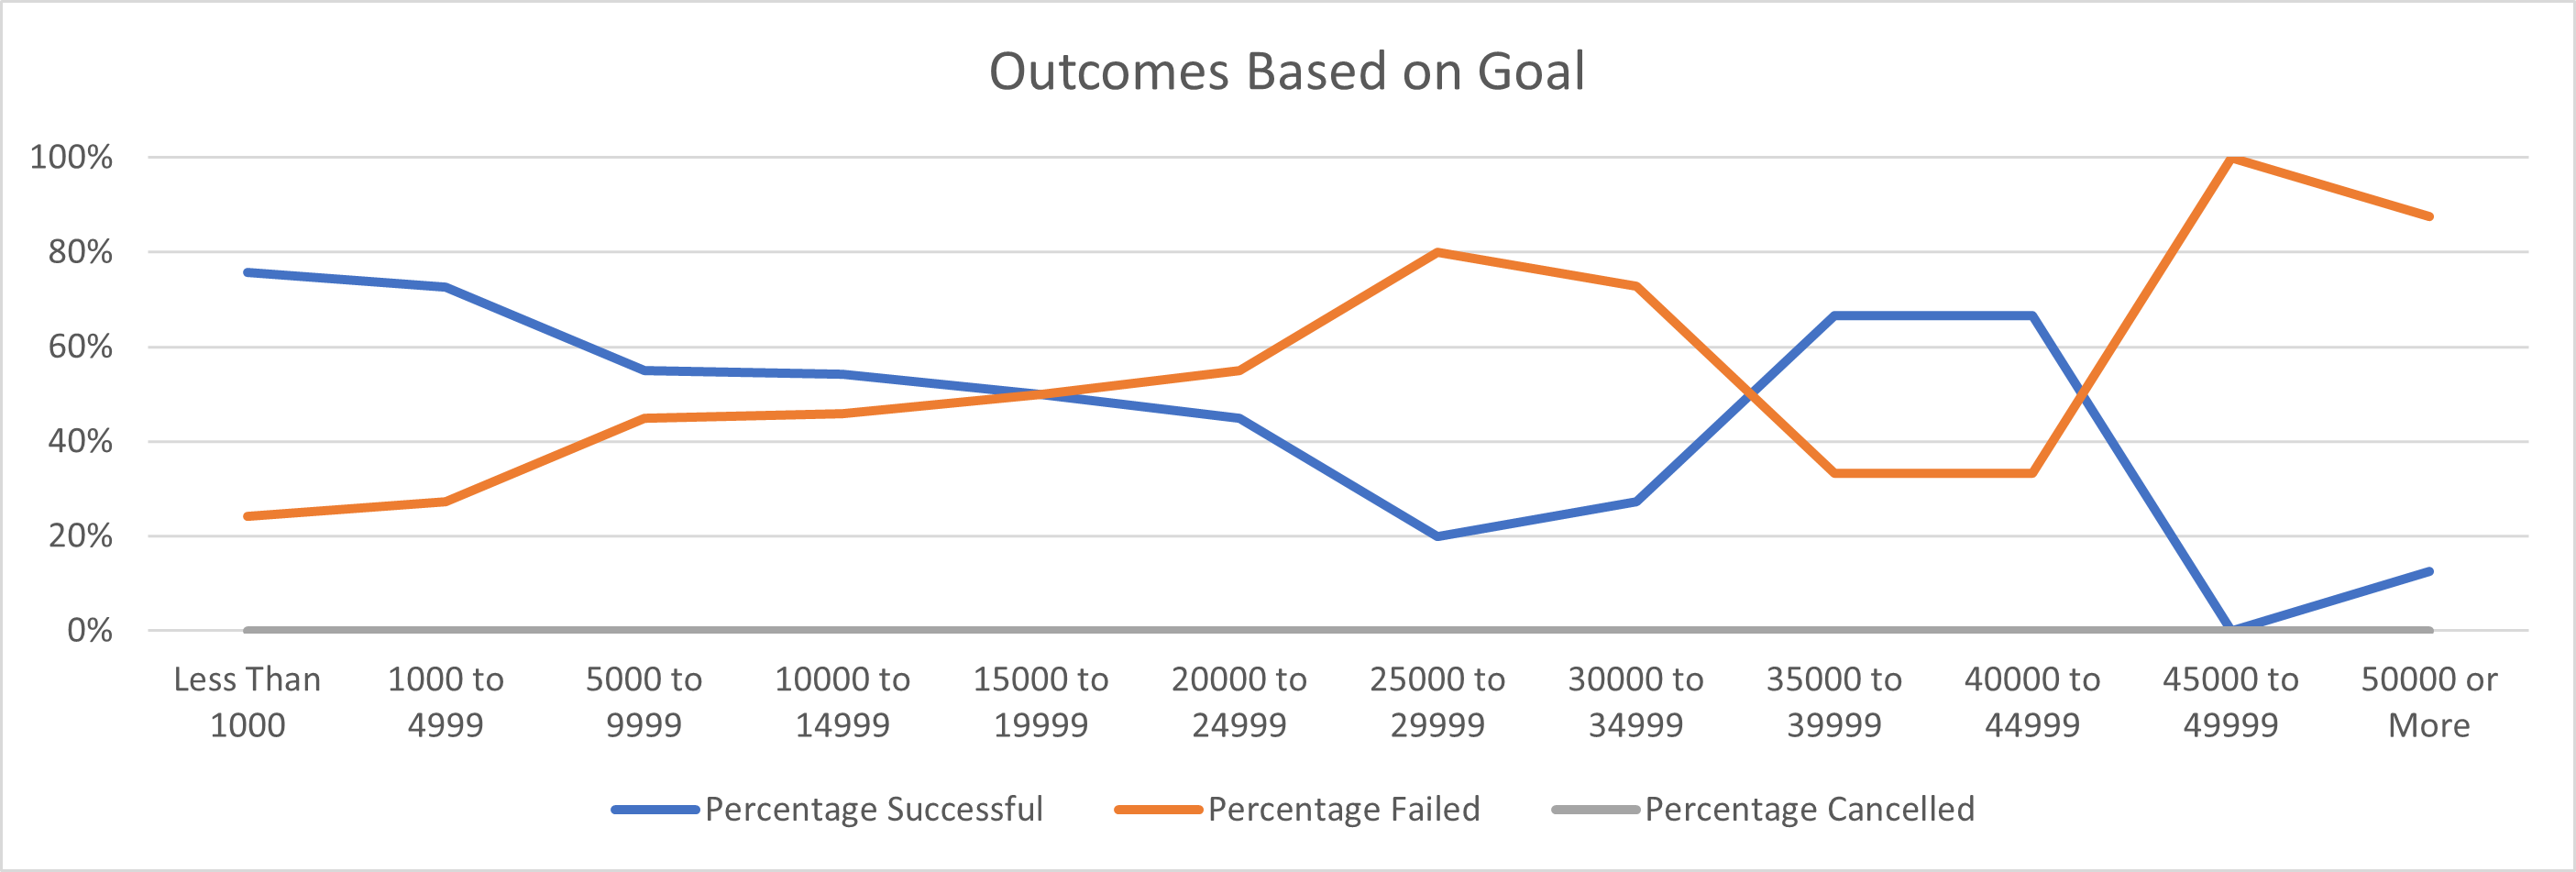 Outcomes Based on Goal
100%
80%
60%
40%
20%
0%
Less Than 1000 to 5000 to 10000 to 15000 to 20000 to 25000 to 30000 to 35000 to 40000 to 45000 to 50000 or
1000 4999 9999 14999 19999 24999 29999 34999 39999 44999 49999 More
Percentage Successful Percentage Failed Percentage Cancelled